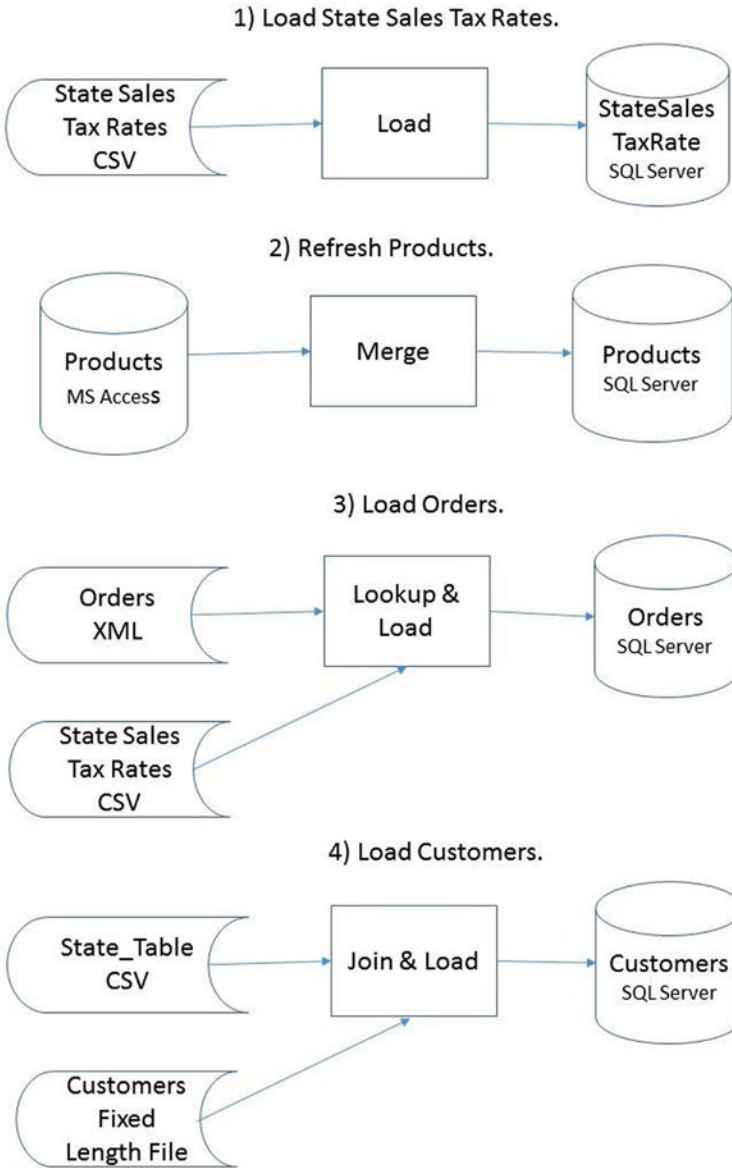 1) Load State Sales Tax Rates.
State Sales
Tax Rates
CSV
Load
StateSales
TaxRate
SQL Server
2) Refresh Products.
Products
MS Access
Merge
Products
SQL Server
3) Load Orders.
Orders
XML
Lookup &
Load
Orders
SQL Server
State Sales
Tax Rates
CSV
4) Load Customers.
State_Table
CSV
Join & Load
Customers
SQL Server
Customers
Fixed
Length File